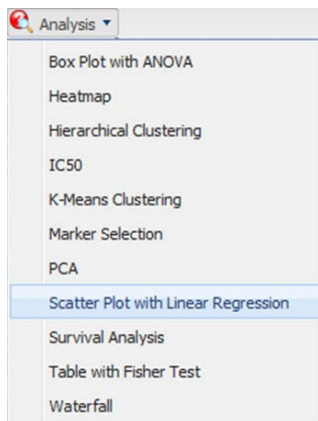 Analysis
Box Plot with ANOVA
Heatmap
Hierarchical Clustering
IC50
K-Means Clustering
Marker Selection
PCA
Scatter Plot with Linear Regression
Survival Analysis
Table with Fisher Test
Waterfall